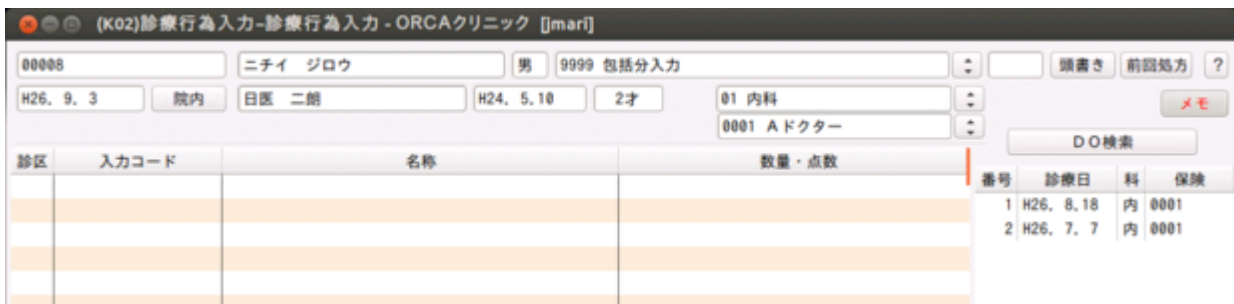 (K02)診療行為入力-診療行為入力 - ORCAクリニック [jmari]
00008 ニチイ ジロウ 男 9999 包括分入力 頭書き 前回処方 ?
H26. 9. 3 院内 日医 二朗 H24. 5.10 2才 01 内科 メモ
0001 Aドクター
DO検索
診区 入力コード 名称 数量・点数
番号 診療日 科 保険
1 H26. 8.18 内 0001
2 H26. 7. 7 内 0001